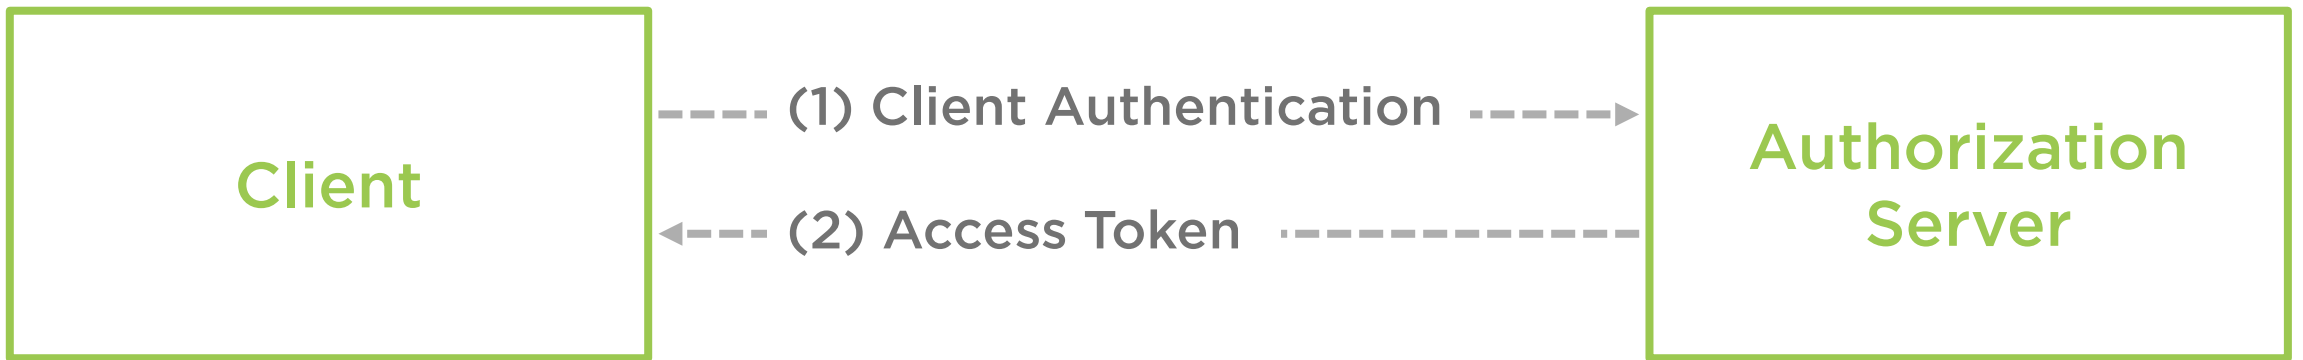 Client
(1) Client Authentication
(2) Access Token
Authorization
Server